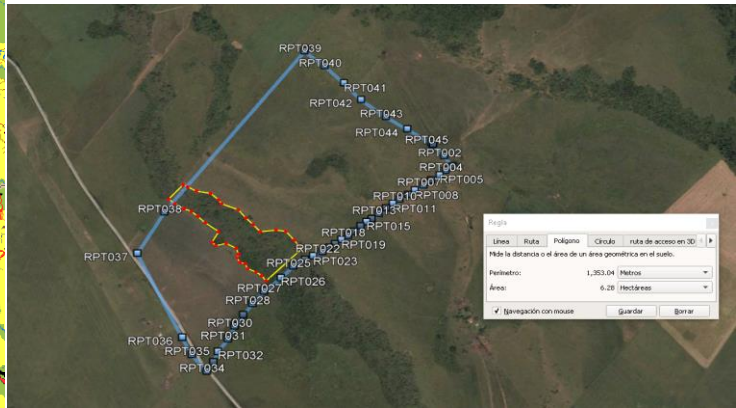 RPT039
RPT040
RPT041
RPT042
RPT043
RPT044
RPT045
RPT002
RPT004
RPT005
RPT007
RPT008
RPT010
RPT011
RPT013
RPT015
RPT018
RPT019
RPT022
RPT023
RPT025
RPT026
RPT027
RPT028
RPT030
RPT031
RPT032
RPT034
RPT035
RPT036
RPT037
RPT038
Regla
Línea Ruta Polígono Círculo ruta de acceso en 3D
Mide la distancia o el área de un área geométrica en el suelo.
Perímetro: 1,353.04 Metros
Área: 6.28 Hectáreas
Navegación con mouse Guardar Borrar